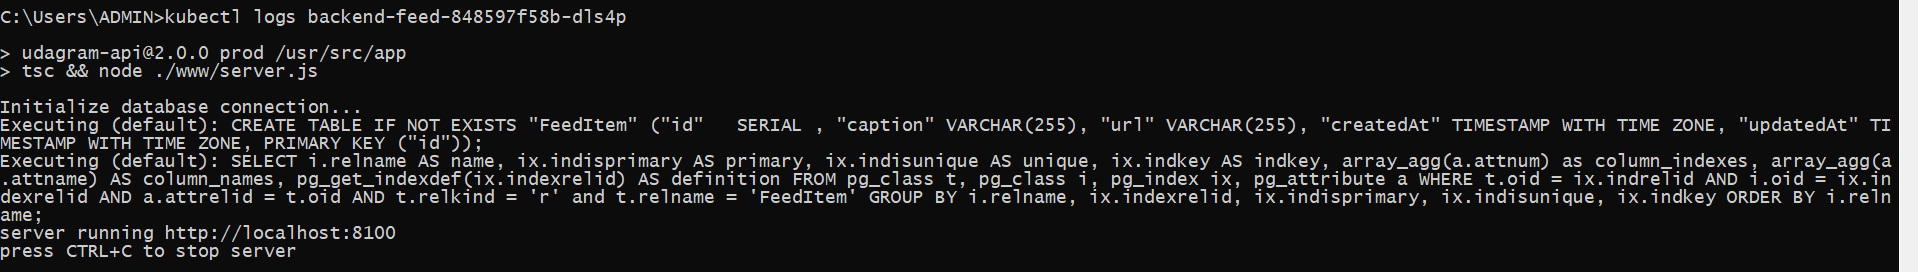 C:\Users\ADMIN>kubectl logs backend-feed-848597f58b-dls4p
> udagram-api@2.0.0 prod /usr/src/app
> tsc && node ./www/server.js
Initialize database connection...
Executing (default): CREATE TABLE IF NOT EXISTS "FeedItem" ("id"   SERIAL , "caption" VARCHAR(255), "url" VARCHAR(255), "createdAt" TIMESTAMP WITH TIME ZONE, "updatedAt" TI
MESTAMP WITH TIME ZONE, PRIMARY KEY ("id"));
Executing (default): SELECT i.relname AS name, ix.indisprimary AS primary, ix.indisunique AS unique, ix.indkey AS indkey, array_agg(a.attnum) as column_indexes, array_agg(a
.attname) AS column_names, pg_get_indexdef(ix.indexrelid) AS definition FROM pg_class t, pg_class i, pg_index ix, pg_attribute a WHERE t.oid = ix.indrelid AND i.oid = ix.in
dexrelid AND a.attrelid = t.oid AND t.relkind = 'r' and t.relname = 'FeedItem' GROUP BY i.relname, ix.indexrelid, ix.indisprimary, ix.indisunique, ix.indkey ORDER BY i.reln
ame;
server running http://localhost:8100
press CTRL+C to stop server